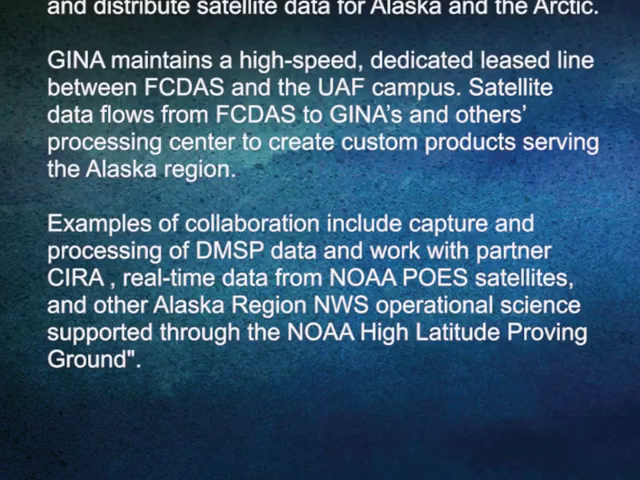 and distribute satellite data for Alaska and the Arctic.
GINA maintains a high-speed, dedicated leased line
between FCDAS and the UAF campus. Satellite
data flows from FCDAS to GINA's and others'
processing center to create custom products serving
the Alaska region.
Examples of collaboration include capture and
processing of DMSP data and work with partner
CIRA , real-time data from NOAA POES satellites,
and other Alaska Region NWS operational science
supported through the NOAA High Latitude Proving
Ground".